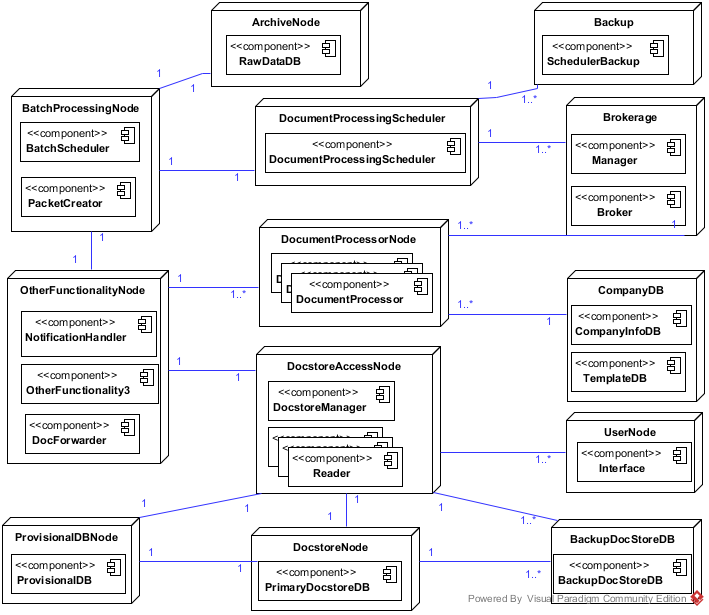 ArchiveNode
<<component>>
RawDataDB
Backup
<<component>>
SchedulerBackup
1
1
1
1..*
BatchProcessingNode
<<component>>
BatchScheduler
<<component>>
PacketCreator
DocumentProcessingScheduler
<<component>>
DocumentProcessingScheduler
Brokerage
<<component>>
Manager
<<component>>
Broker
1
1
1
1..*
1
1
1..*
1
DocumentProcessorNode
<<component>>
DocumentProcessor
OtherFunctionalityNode
<<component>>
NotificationHandler
<<component>>
OtherFunctionality3
<<component>>
DocForwarder
1
1..*
1..*
1
CompanyDB
<<component>>
CompanyInfoDB
<<component>>
TemplateDB
1
1
DocstoreAccessNode
<<component>>
DocstoreManager
<<component>>
Reader
1
1..*
UserNode
<<component>>
Interface
1
1
1
1
1
1..*
ProvisionalDBNode
<<component>>
ProvisionalDB
1
1
DocstoreNode
<<component>>
PrimaryDocstoreDB
1
1..*
BackupDocStoreDB
<<component>>
BackupDocStoreDB
Powered By Visual Paradigm Community Edition